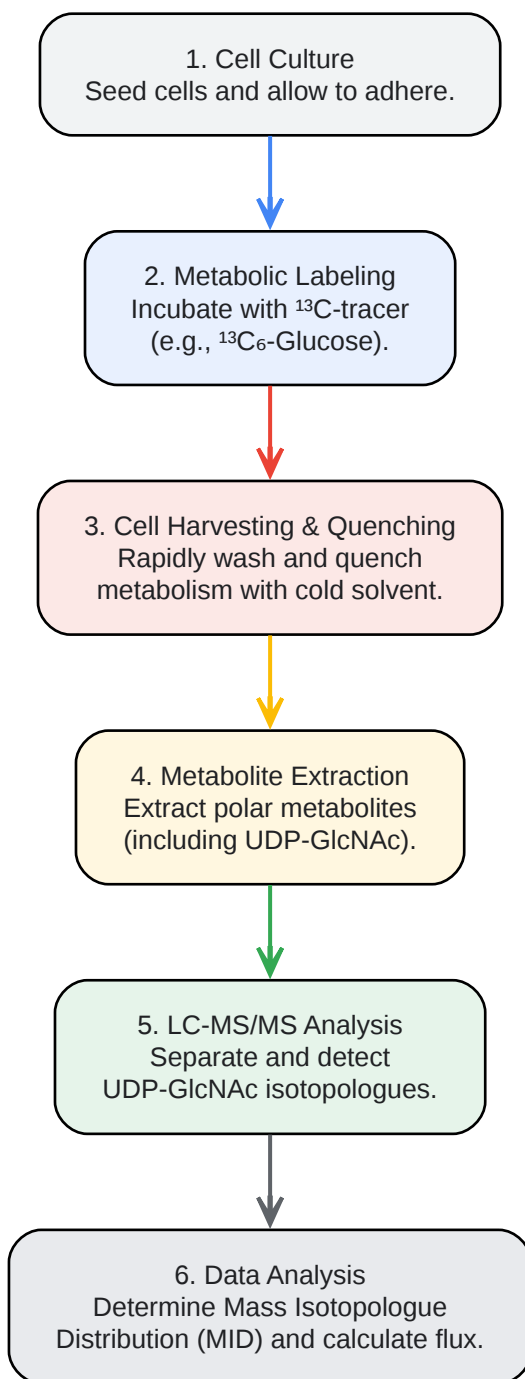 1. Cell Culture
Seed cells and allow to adhere.
2. Metabolic Labeling
Incubate with ¹³C-tracer
(e.g., ¹³C₆-Glucose).
3. Cell Harvesting & Quenching
Rapidly wash and quench
metabolism with cold solvent.
4. Metabolite Extraction
Extract polar metabolites
(including UDP-GlcNAc).
5. LC-MS/MS Analysis
Separate and detect
UDP-GlcNAc isotopologues.
6. Data Analysis
Determine Mass Isotopologue
Distribution (MID) and calculate flux.